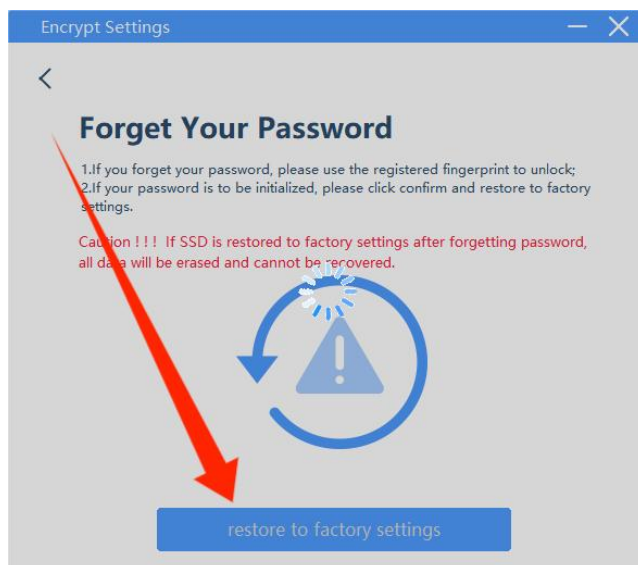 Encrypt Settings
Forget Your Password
1.If you forget your password, please use the registered fingerprint to unlock;
2.If your password is to be initialized, please click confirm and restore to factory
settings.
Caution ! ! ! If SSD is restored to factory settings after forgetting password,
all data will be erased and cannot be recovered.
restore to factory settings